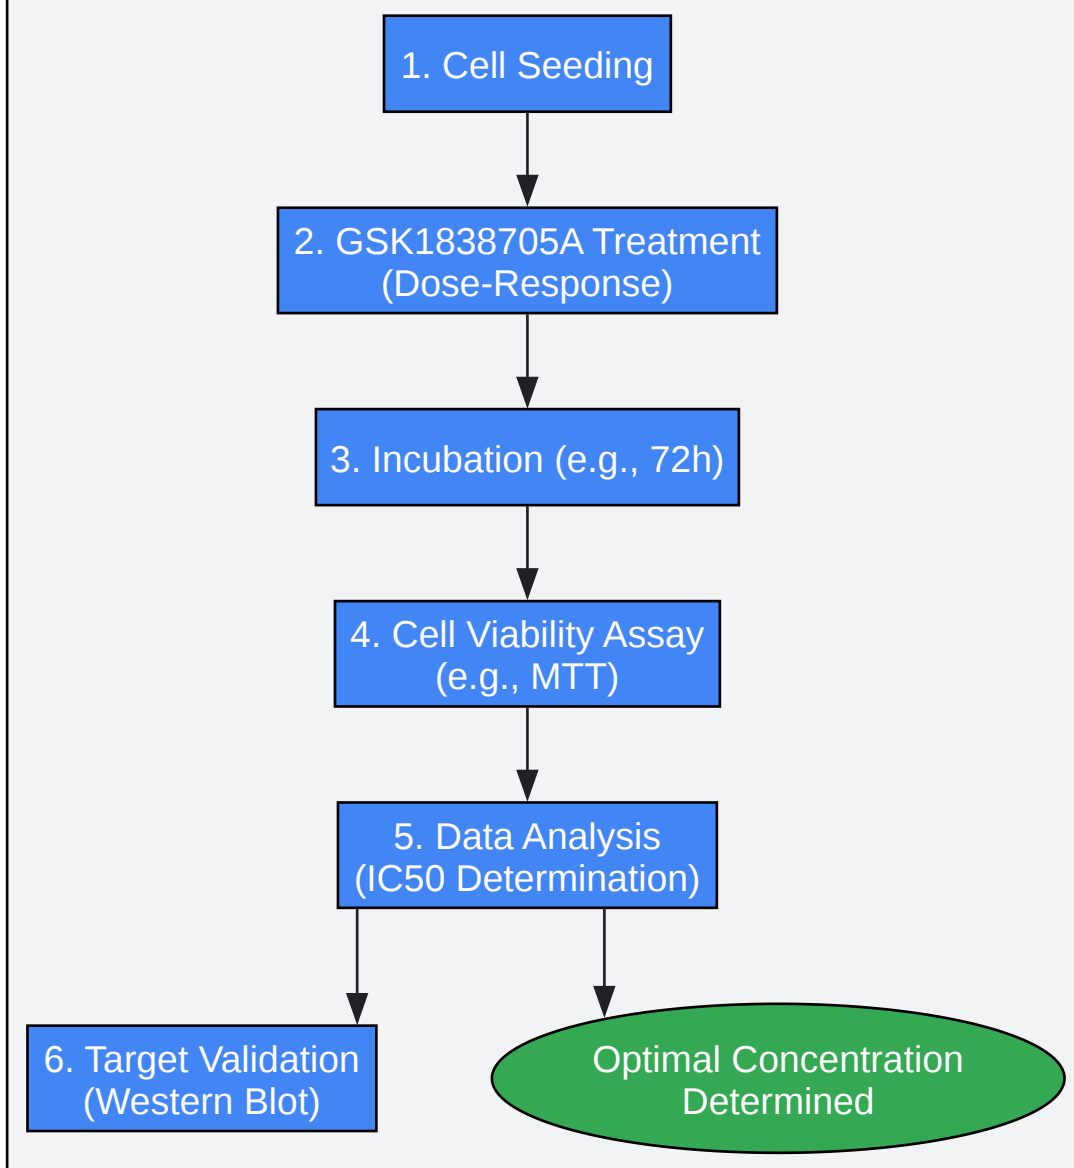 1. Cell Seeding
2. GSK1838705A Treatment
(Dose-Response)
3. Incubation (e.g., 72h)
4. Cell Viability Assay
(e.g., MTT)
5. Data Analysis
(IC50 Determination)
6. Target Validation
(Western Blot)
Optimal Concentration
Determined